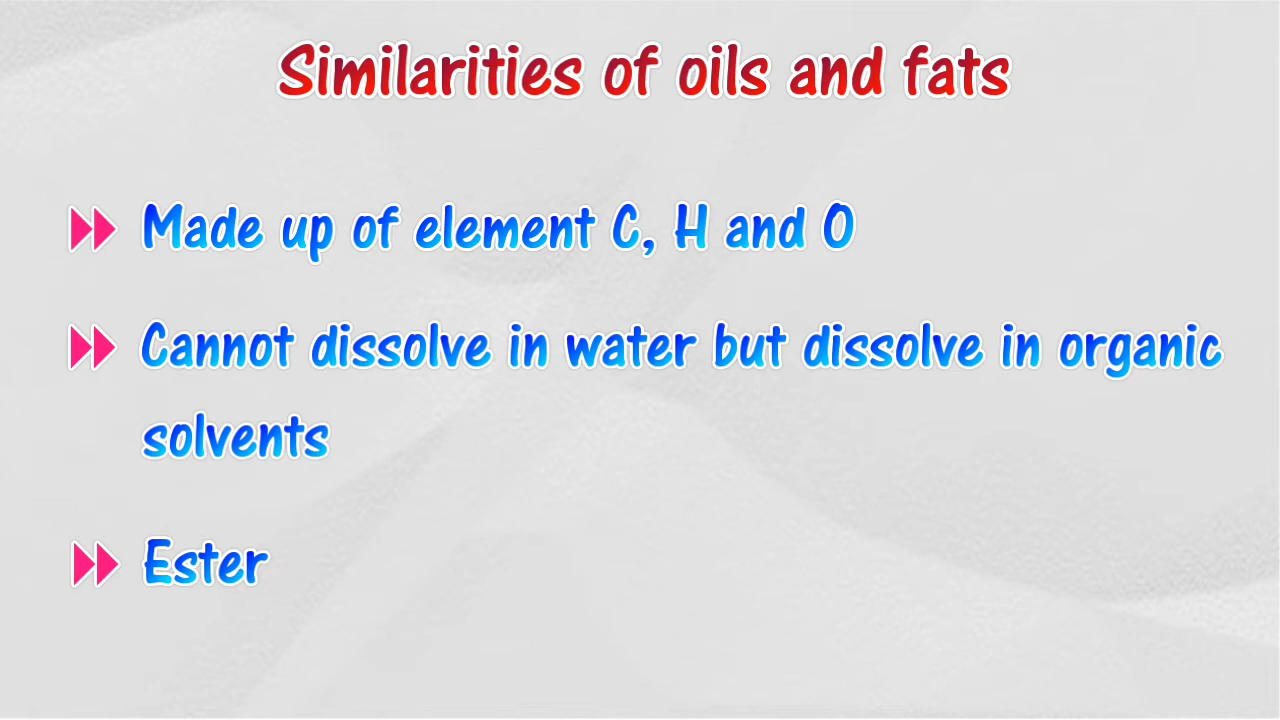 Similarities of oils and fats
Made up of element C, H and O
Cannot dissolve in water but dissolve in organic
solvents
Ester